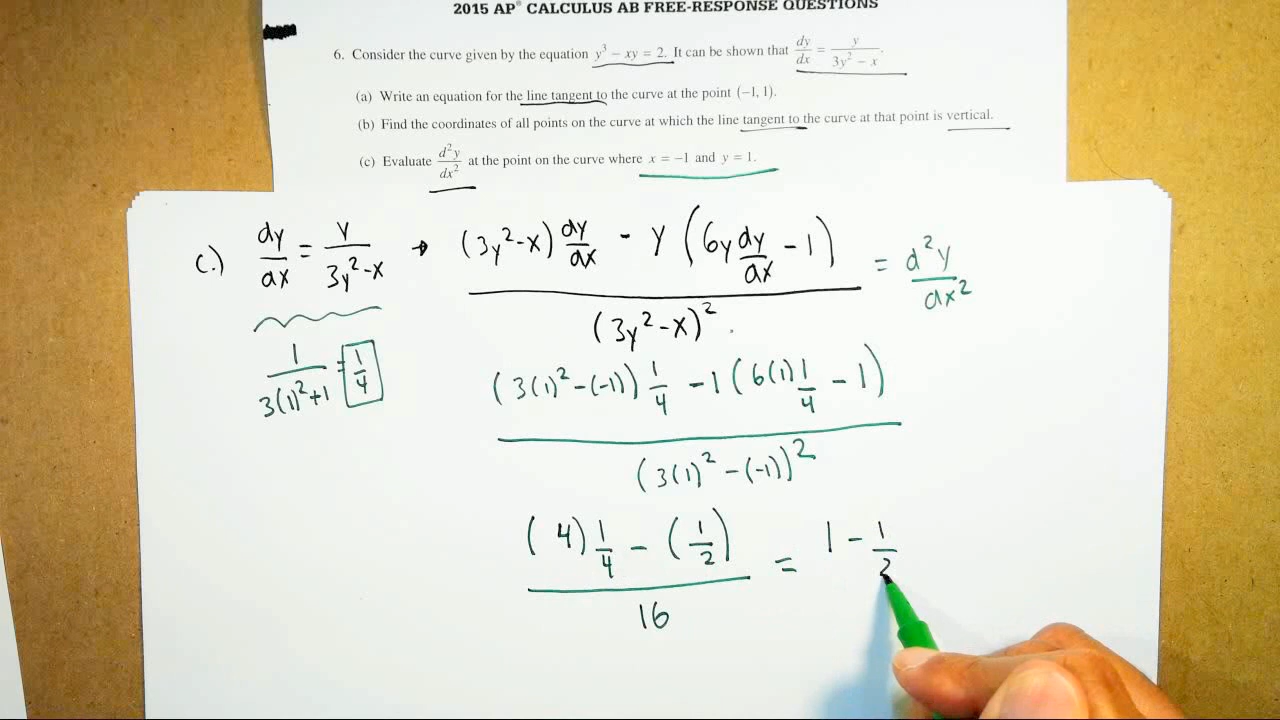 2015 AP® CALCULUS AB FREE-RESPONSE QUESTIONS
6. Consider the curve given by the equation y³ − xy = 2. It can be shown that dy/dx = y/(3y² − x).
(a) Write an equation for the line tangent to the curve at the point (−1, 1).
(b) Find the coordinates of all points on the curve at which the line tangent to the curve at that point is vertical.
(c) Evaluate d²y/dx² at the point on the curve where x = −1 and y = 1.
c.) dy/dx = y/(3y²-x) → ((3y²-x) dy/dx - y (6y dy/dx - 1))/(3y²-x)² = d²y/dx²
1/(3(1)²+1) = 1/4
((3(1)²-(-1)) 1/4 - 1 (6(1) 1/4 - 1))/(3(1)²-(-1))²
((4) 1/4 - (1/2))/16 = 1 - 1/2